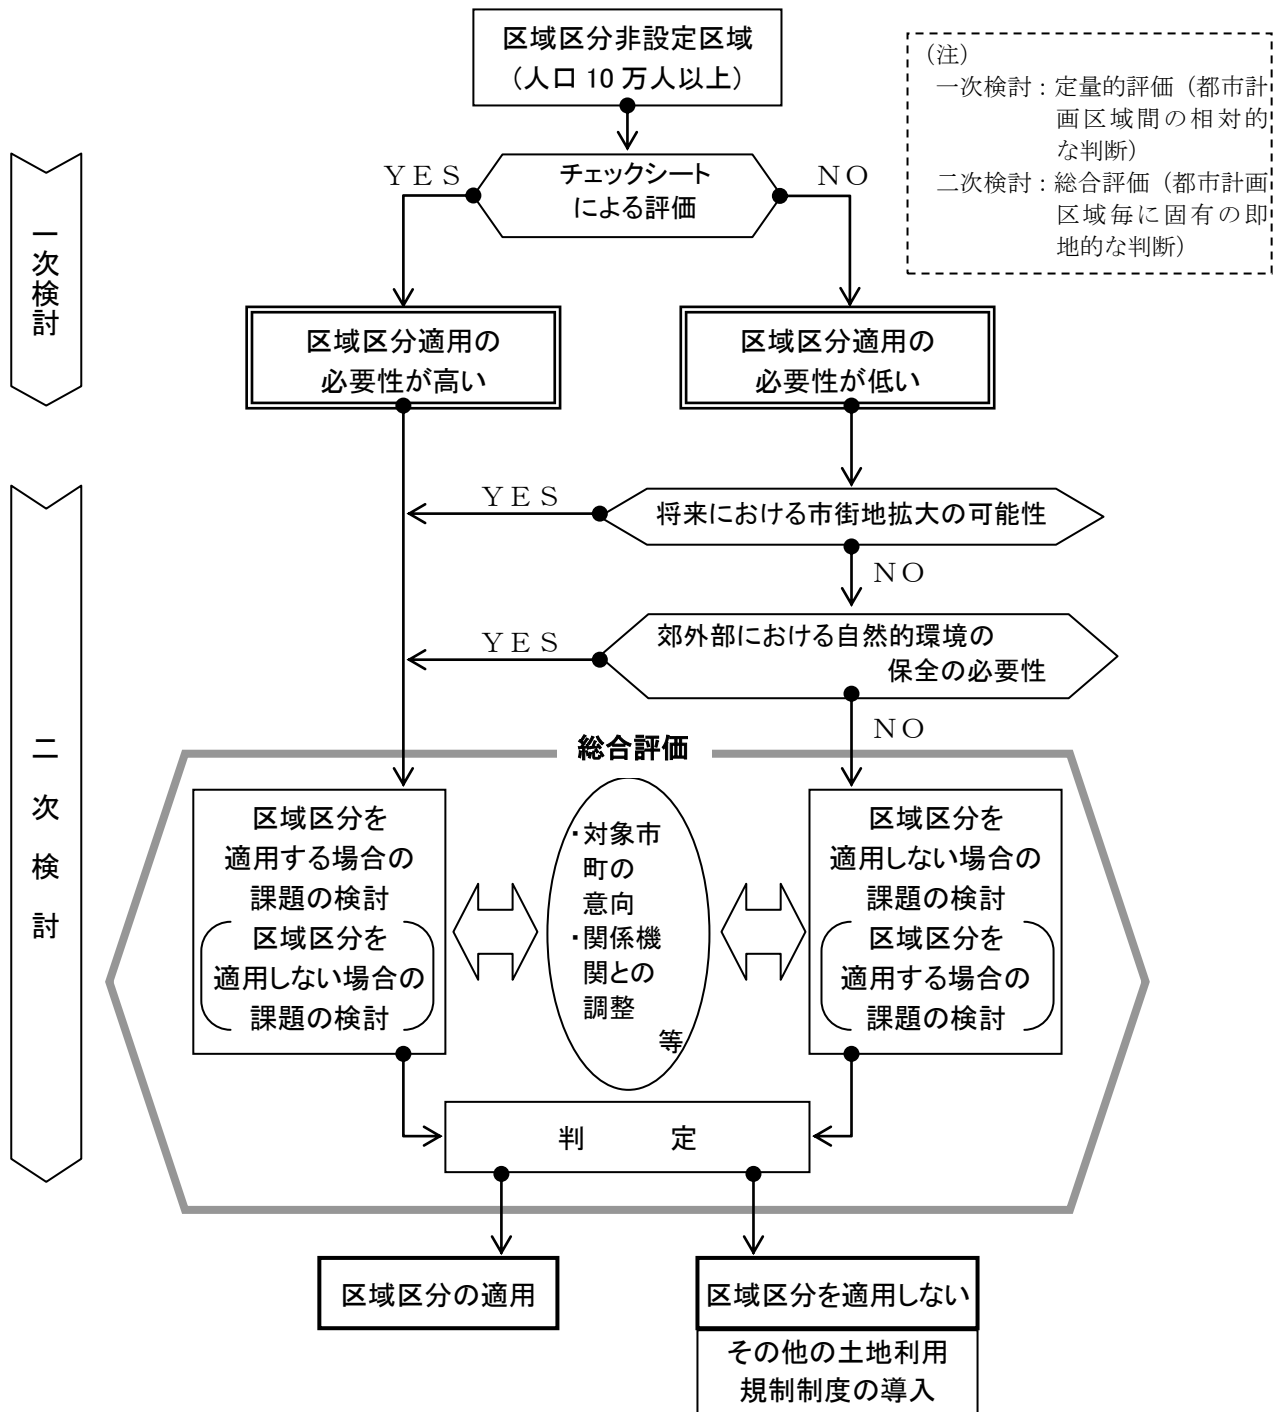 区域区分非設定区域
（人口 10 万人以上）
（注）
一次検討：定量的評価（都市計
画区域間の相対的
な判断）
二次検討：総合評価（都市計画
区域毎に固有の即
地的な判断）
YES
チェックシート
による評価
NO
一次検討
区域区分適用の
必要性が高い
区域区分適用の
必要性が低い
YES
将来における市街地拡大の可能性
NO
YES
郊外部における自然的環境の
保全の必要性
NO
二次検討
総合評価
区域区分を
適用する場合の
課題の検討
区域区分を
適用しない場合の
課題の検討
・対象市
町の
意向
・関係機
関との
調整
等
区域区分を
適用しない場合の
課題の検討
区域区分を
適用する場合の
課題の検討
判 定
区域区分の適用
区域区分を適用しない
その他の土地利用
規制制度の導入